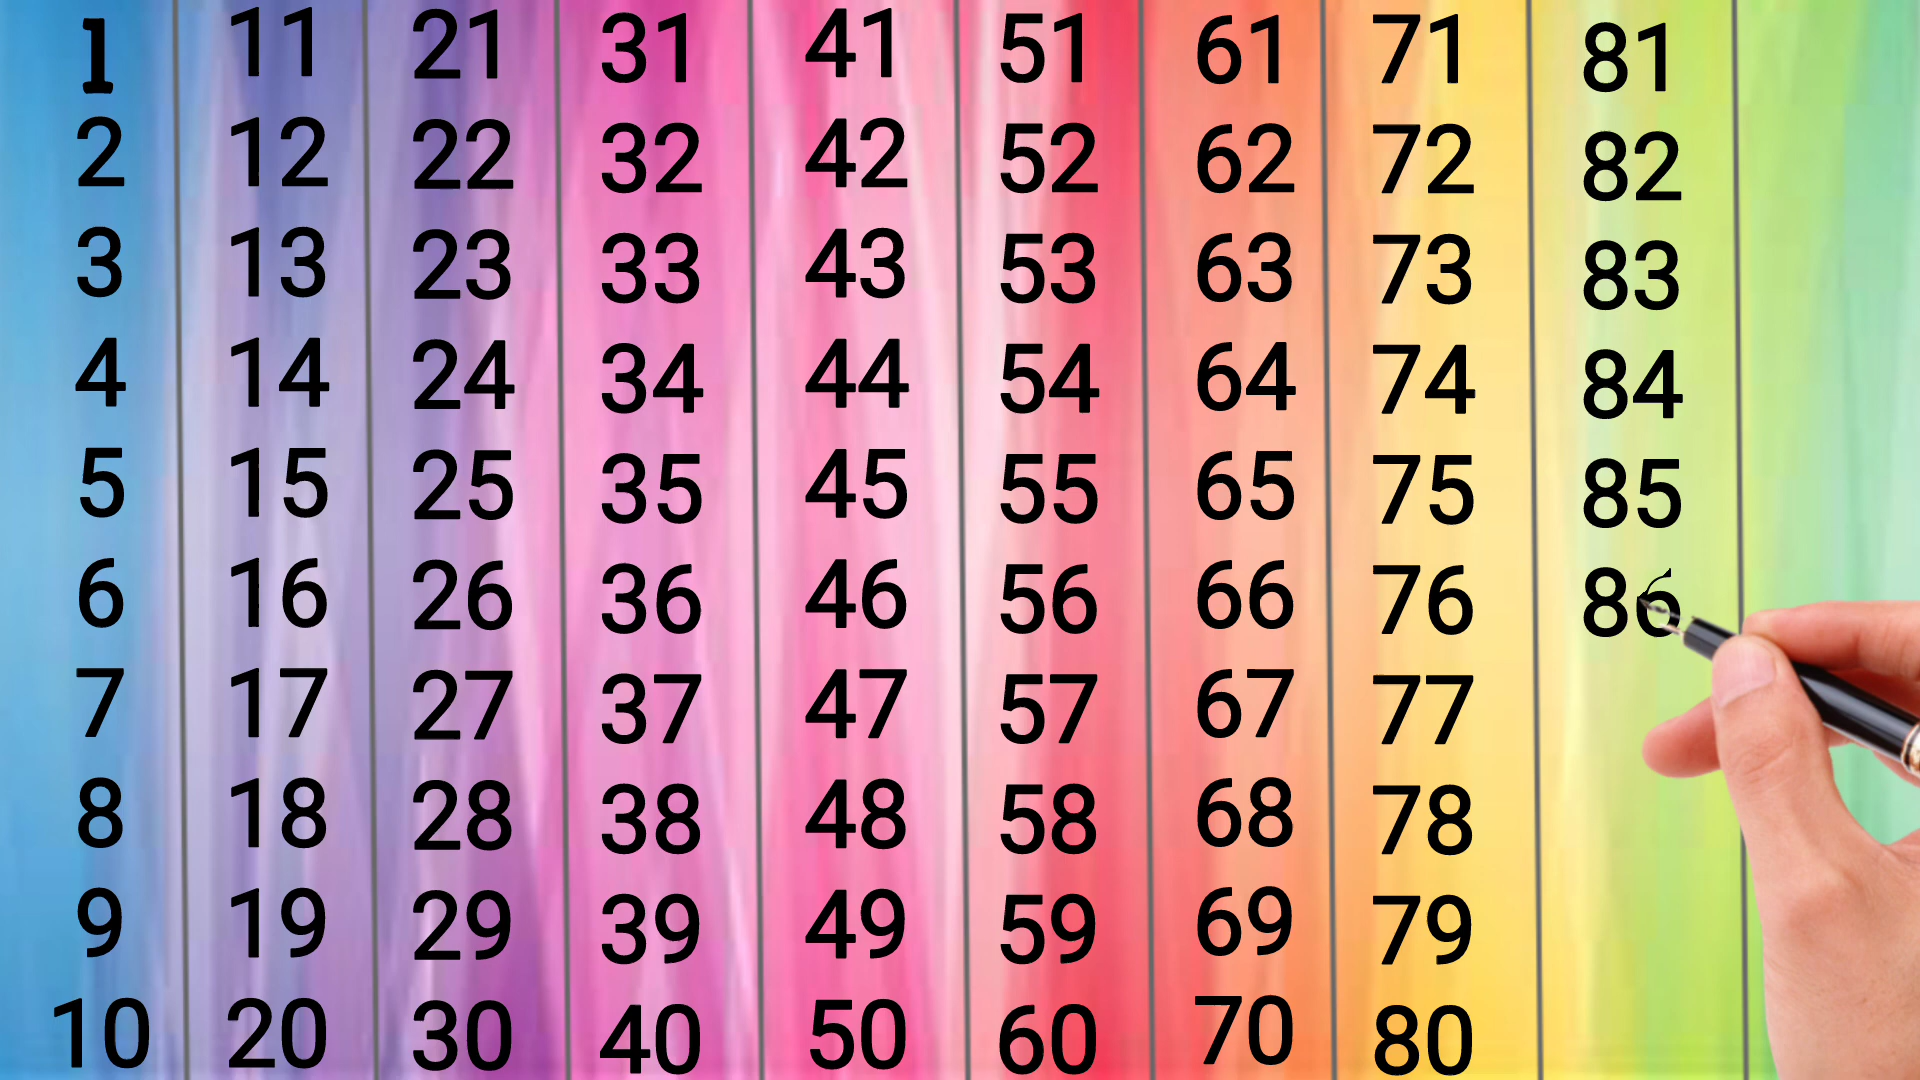 1 11 21 31 41 51 61 71 81
2 12 22 32 42 52 62 72 82
3 13 23 33 43 53 63 73 83
4 14 24 34 44 54 64 74 84
5 15 25 35 45 55 65 75 85
6 16 26 36 46 56 66 76 86
7 17 27 37 47 57 67 77
8 18 28 38 48 58 68 78
9 19 29 39 49 59 69 79
10 20 30 40 50 60 70 80